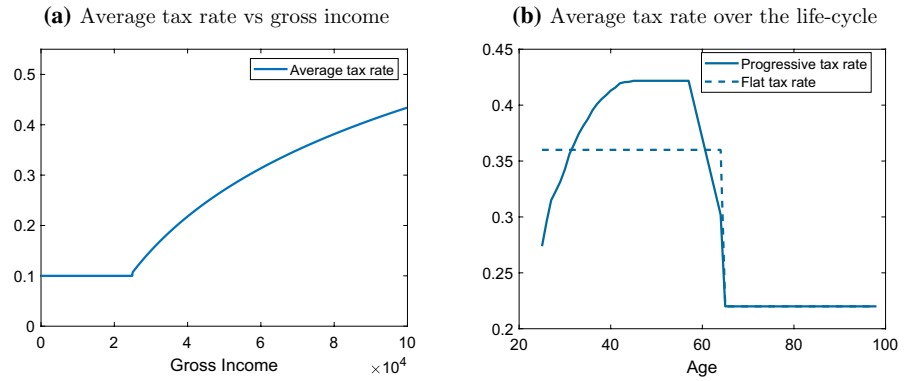 (a) Average tax rate vs gross income
0.5
0.4
0.3
0.2
0.1
0
Average tax rate
0 2 4 6 8 10
×10⁴
Gross Income
(b) Average tax rate over the life-cycle
0.45
0.4
0.35
0.3
0.25
0.2
Progressive tax rate
Flat tax rate
20 40 60 80 100
Age